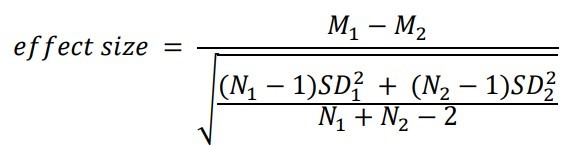 effect size = M₁ − M₂
(N₁ − 1)SD₁² + (N₂ − 1)SD₂²
N₁ + N₂ − 2